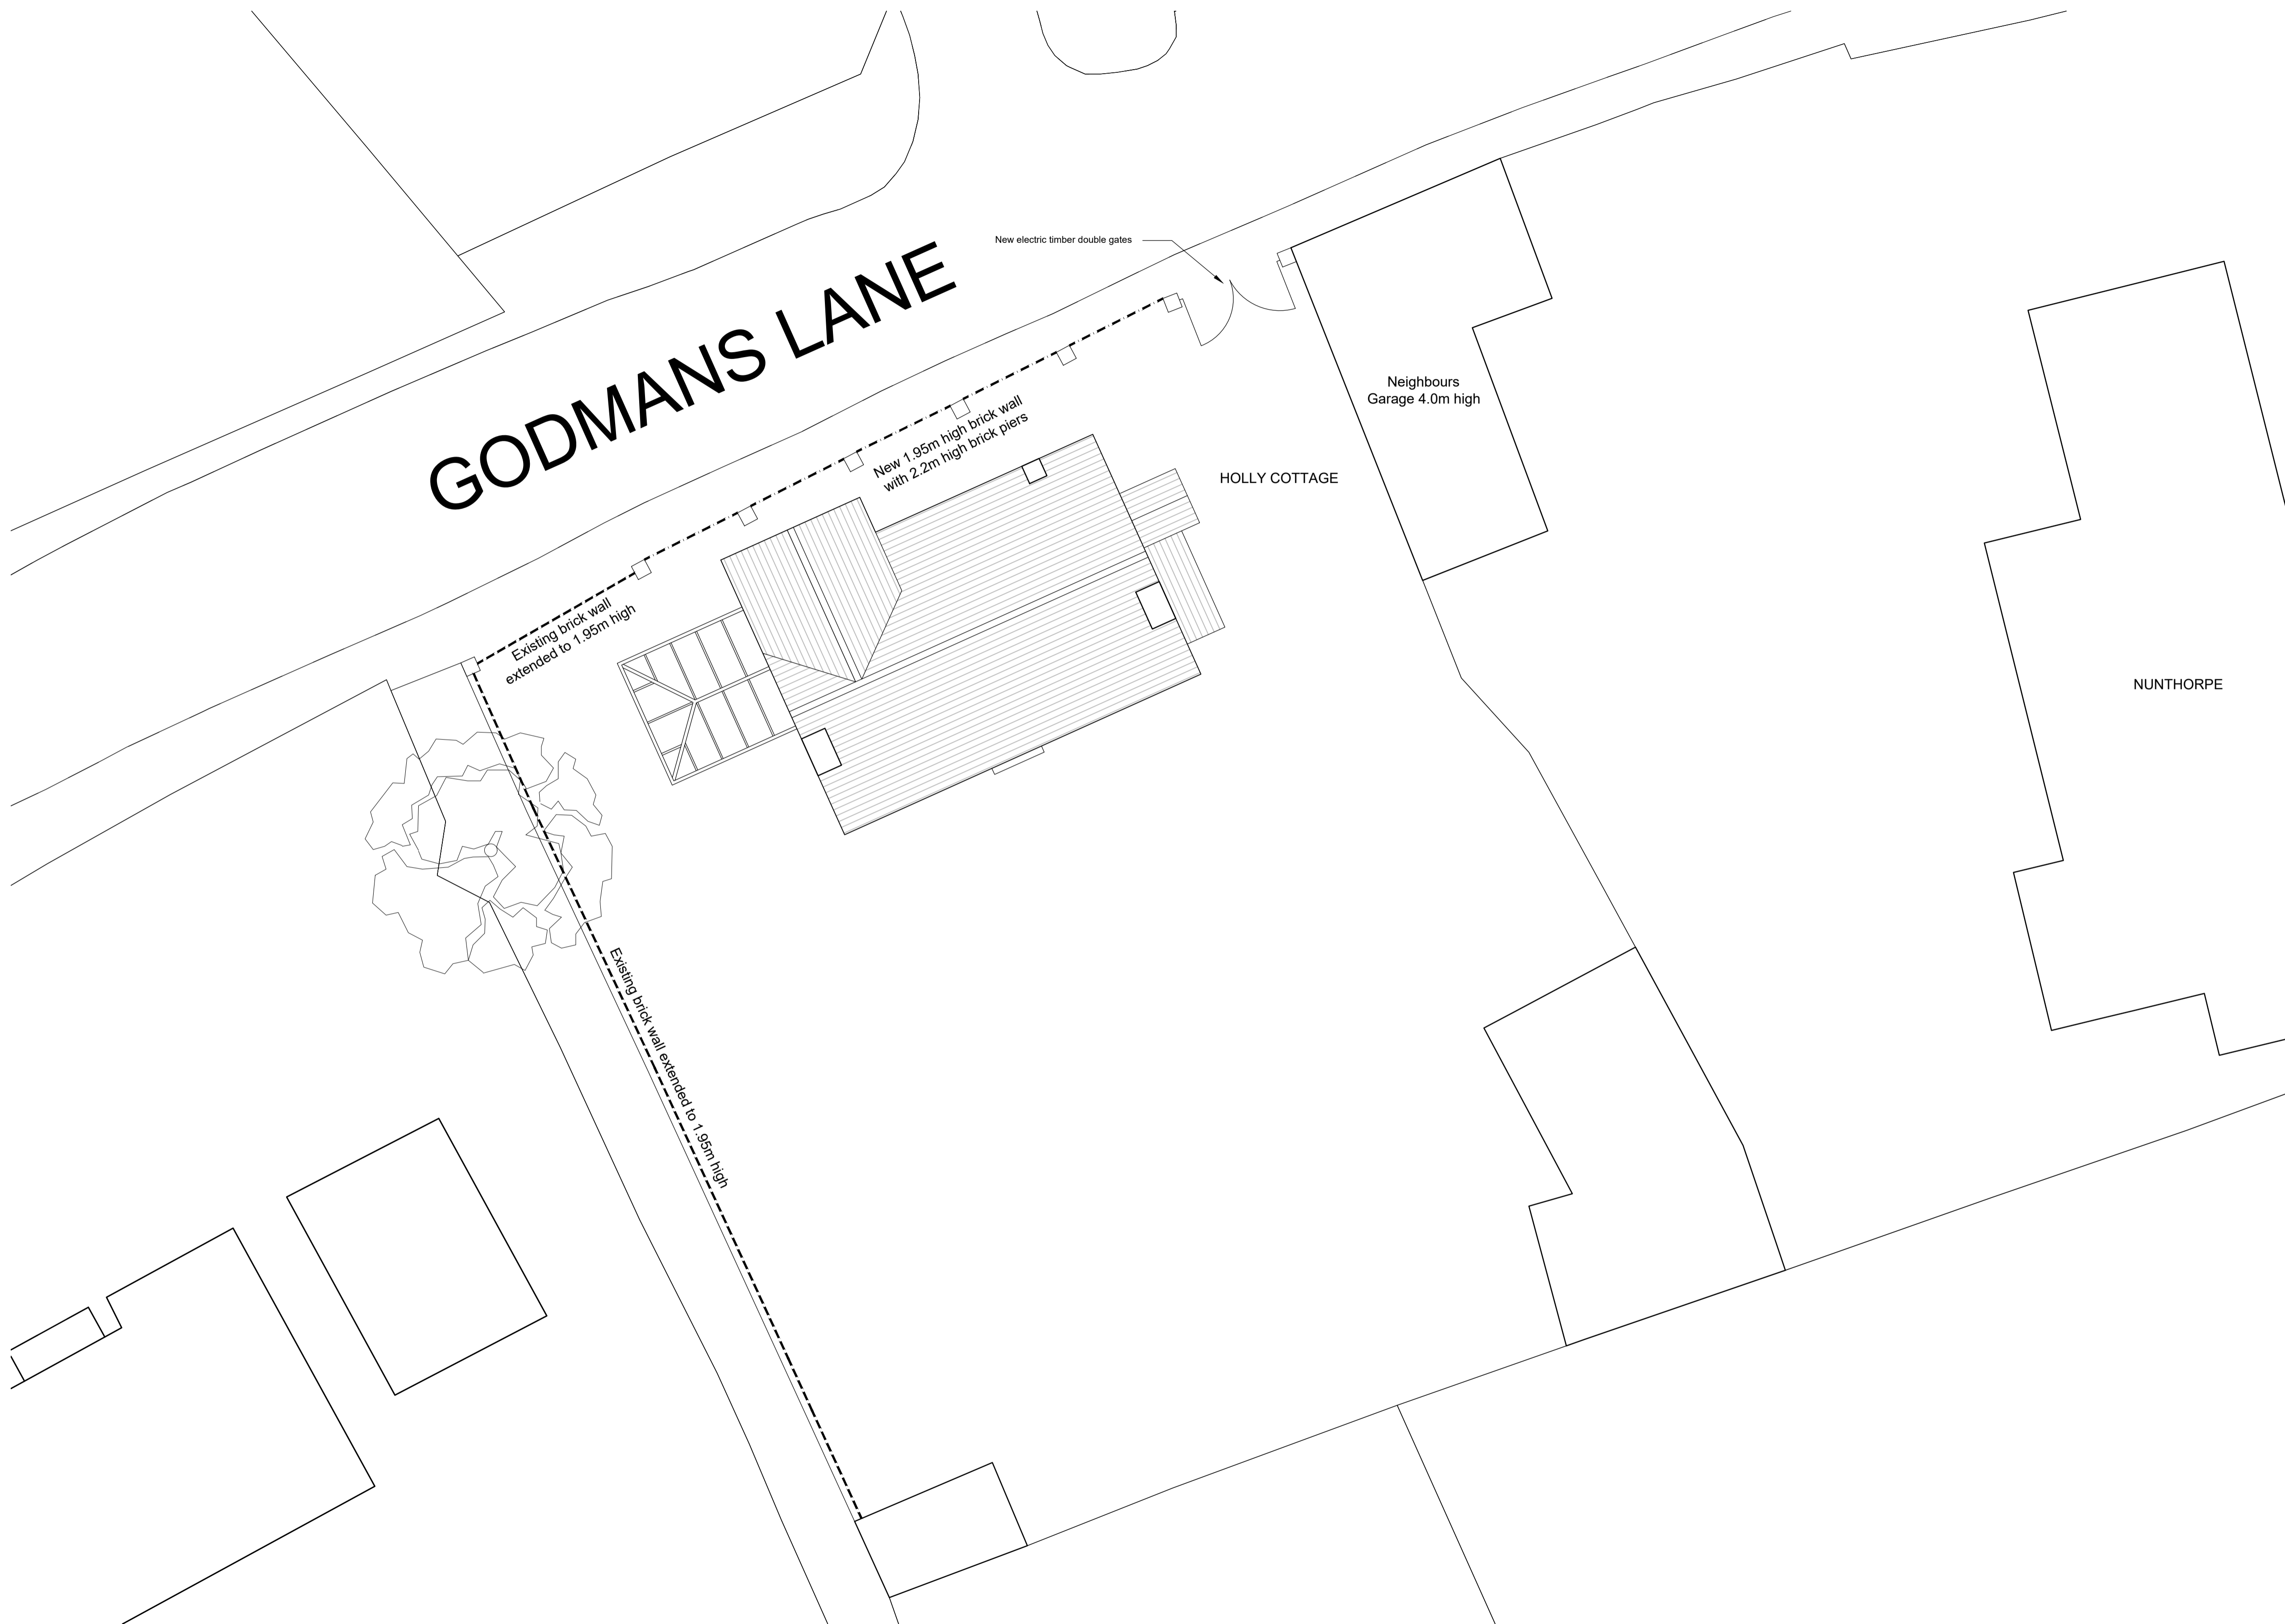 New electric timber double gates
GODMANS LANE
Neighbours
Garage 4.0m high
New 1.95m high brick wall
with 2.2m high brick piers
HOLLY COTTAGE
Existing brick wall
extended to 1.95m high
NUNTHORPE
Existing brick wall extended to 1.95m high